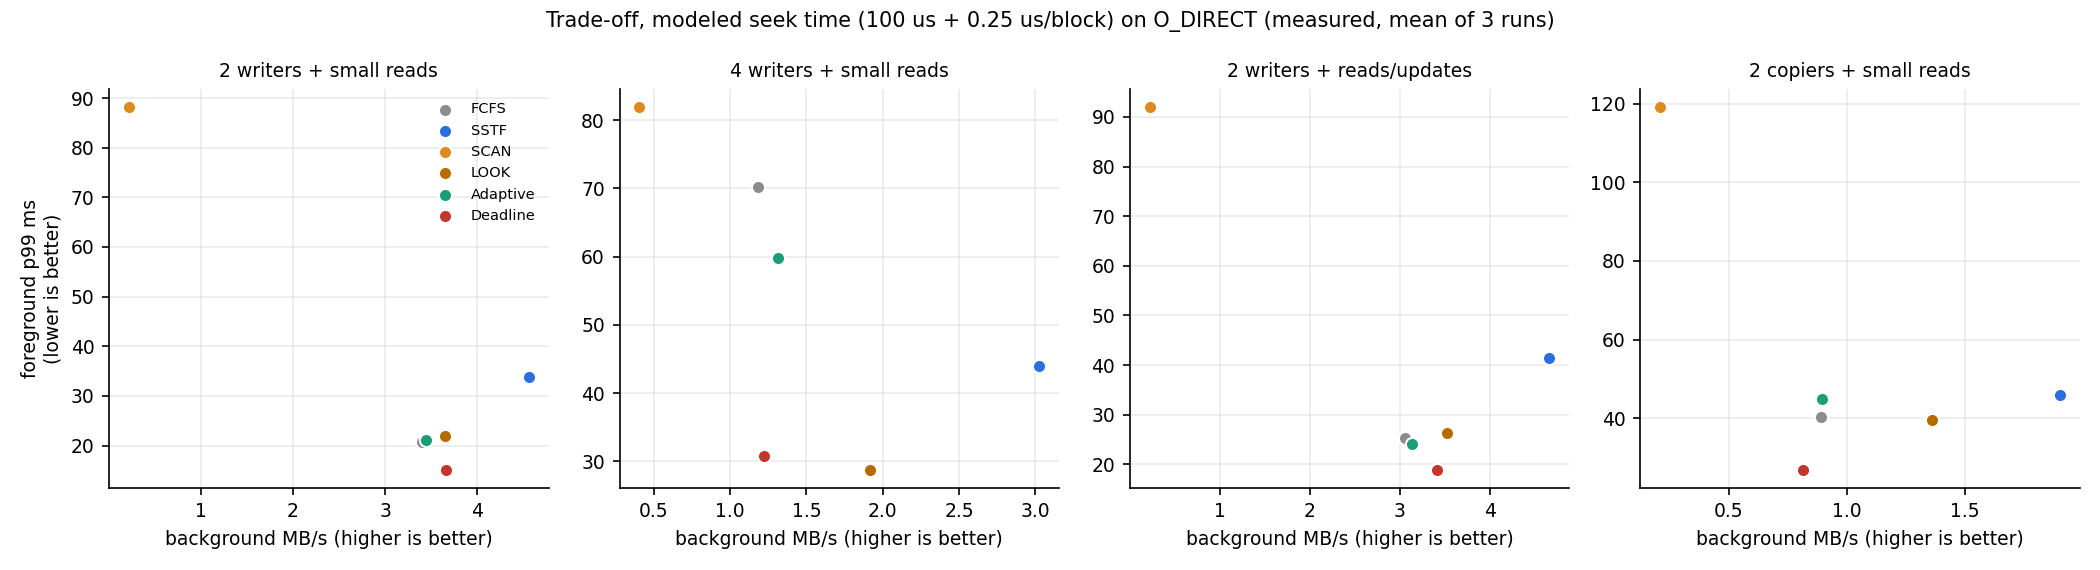 Trade-off, modeled seek time (100 us + 0.25 us/block) on O_DIRECT (measured, mean of 3 runs)
2 writers + small reads
foreground p99 ms
(lower is better)
90
80
70
60
50
40
30
20
FCFS
SSTF
SCAN
LOOK
Adaptive
Deadline
1
2
3
4
background MB/s (higher is better)
4 writers + small reads
80
70
60
50
40
30
0.5
1.0
1.5
2.0
2.5
3.0
background MB/s (higher is better)
2 writers + reads/updates
90
80
70
60
50
40
30
20
1
2
3
4
background MB/s (higher is better)
2 copiers + small reads
120
100
80
60
40
0.5
1.0
1.5
background MB/s (higher is better)